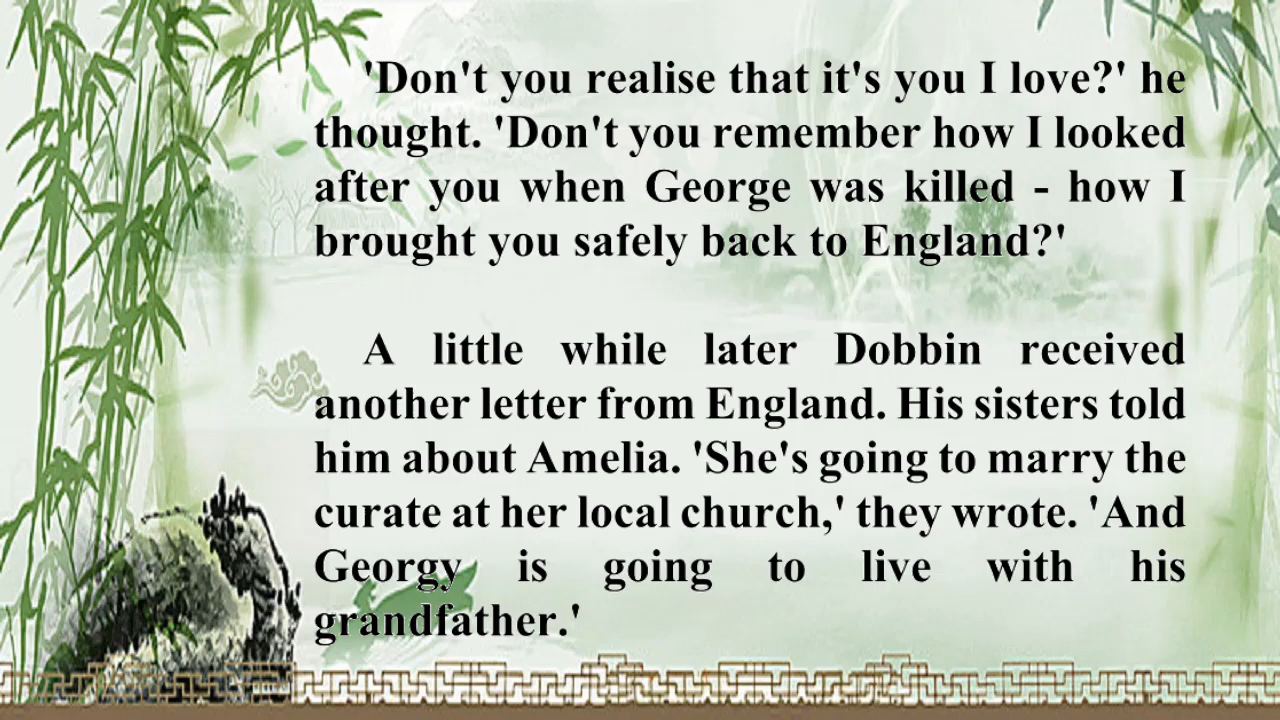 'Don't you realise that it's you I love?' he
thought. 'Don't you remember how I looked
after you when George was killed - how I
brought you safely back to England?'
A little while later Dobbin received
another letter from England. His sisters told
him about Amelia. 'She's going to marry the
curate at her local church,' they wrote. 'And
Georgy is going to live with his
grandfather.'